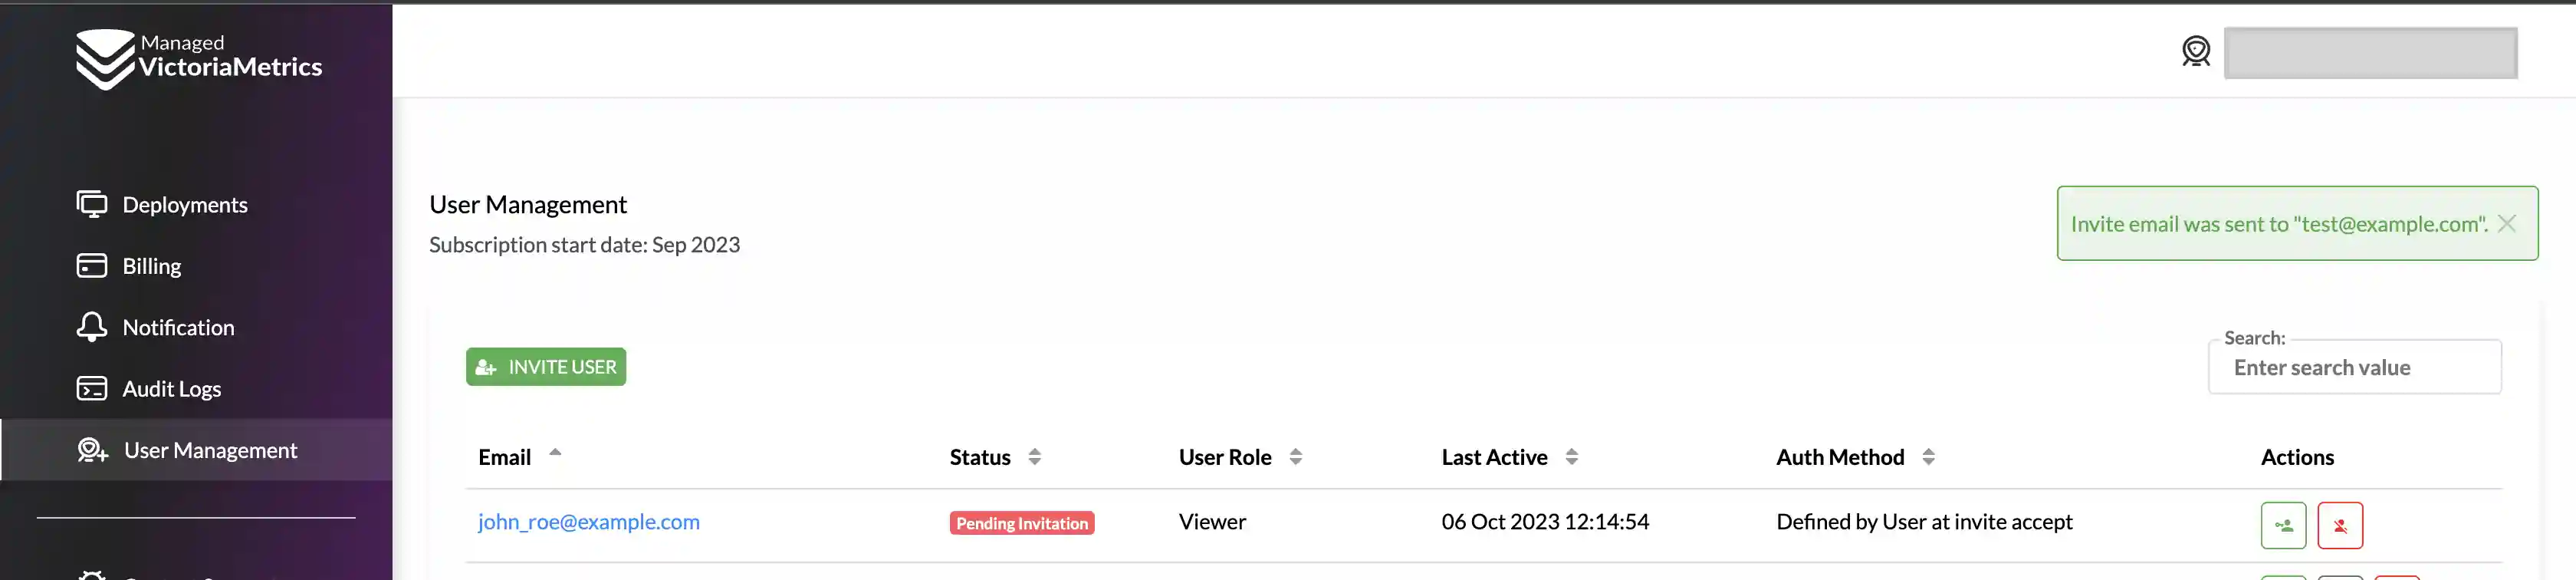 Managed
VictoriaMetrics
Deployments
Billing
Notification
Audit Logs
User Management
User Management
Subscription start date: Sep 2023
Invite email was sent to "test@example.com".
INVITE USER
Search:
Enter search value
Email Status User Role Last Active Auth Method Actions
john_roe@example.com Pending Invitation Viewer 06 Oct 2023 12:14:54 Defined by User at invite accept